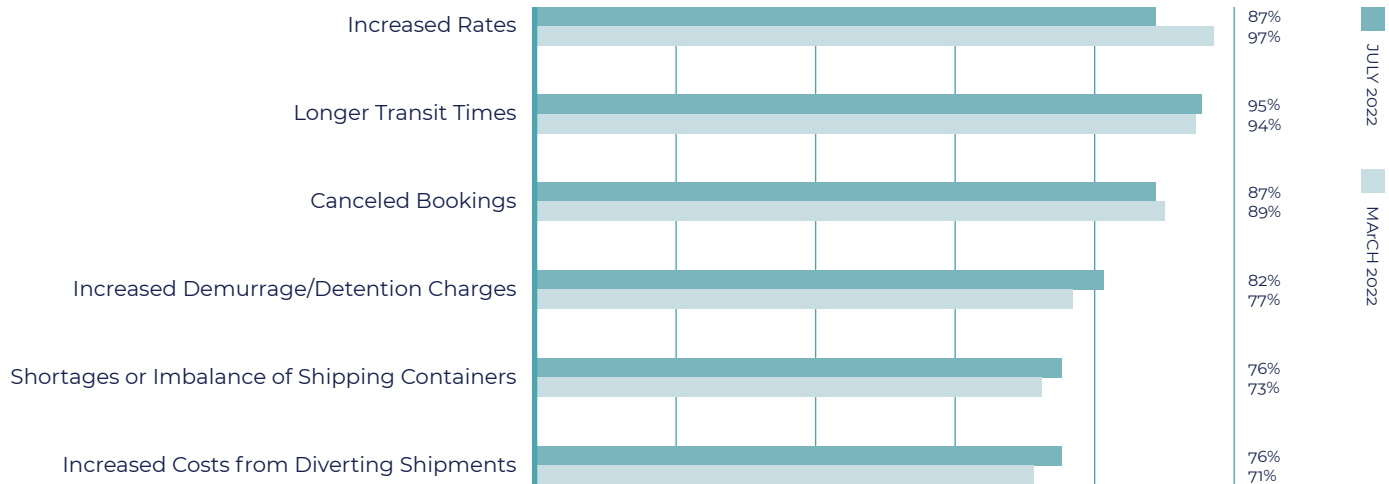 Increased Rates
87%
97%
Longer Transit Times
95%
94%
Canceled Bookings
87%
89%
Increased Demurrage/Detention Charges
82%
77%
Shortages or Imbalance of Shipping Containers
76%
73%
Increased Costs from Diverting Shipments
76%
71%
JULY 2022
MArCH 2022